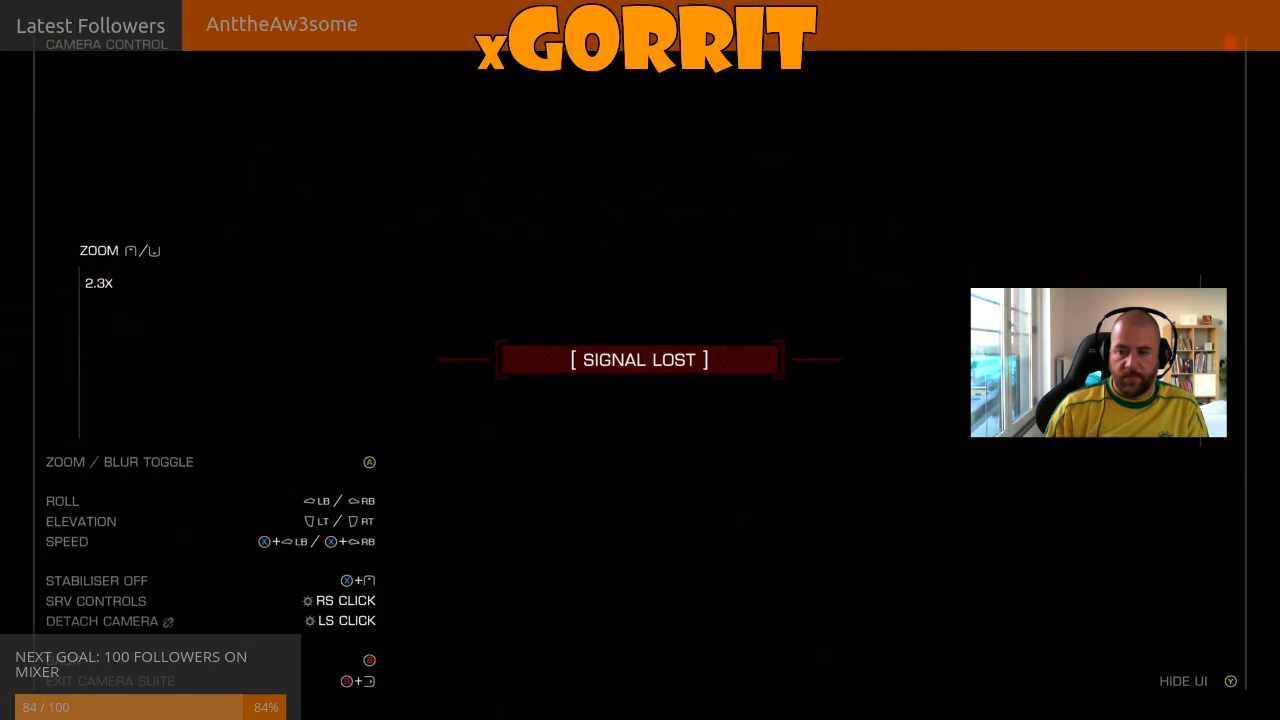 Latest Followers
AnttheAw3some
xGORRIT
CAMERA CONTROL
ZOOM /
2.3X
[ SIGNAL LOST ]
ZOOM / BLUR TOGGLE A
ROLL LB / RB
ELEVATION LT / RT
SPEED X+LB / X+RB
STABILISER OFF X+
SRV CONTROLS RS CLICK
DETACH CAMERA LS CLICK
B
NEXT GOAL: 100 FOLLOWERS ON
MIXER
EXIT CAMERA SUITE B+
84 / 100 84%
HIDE UI Y